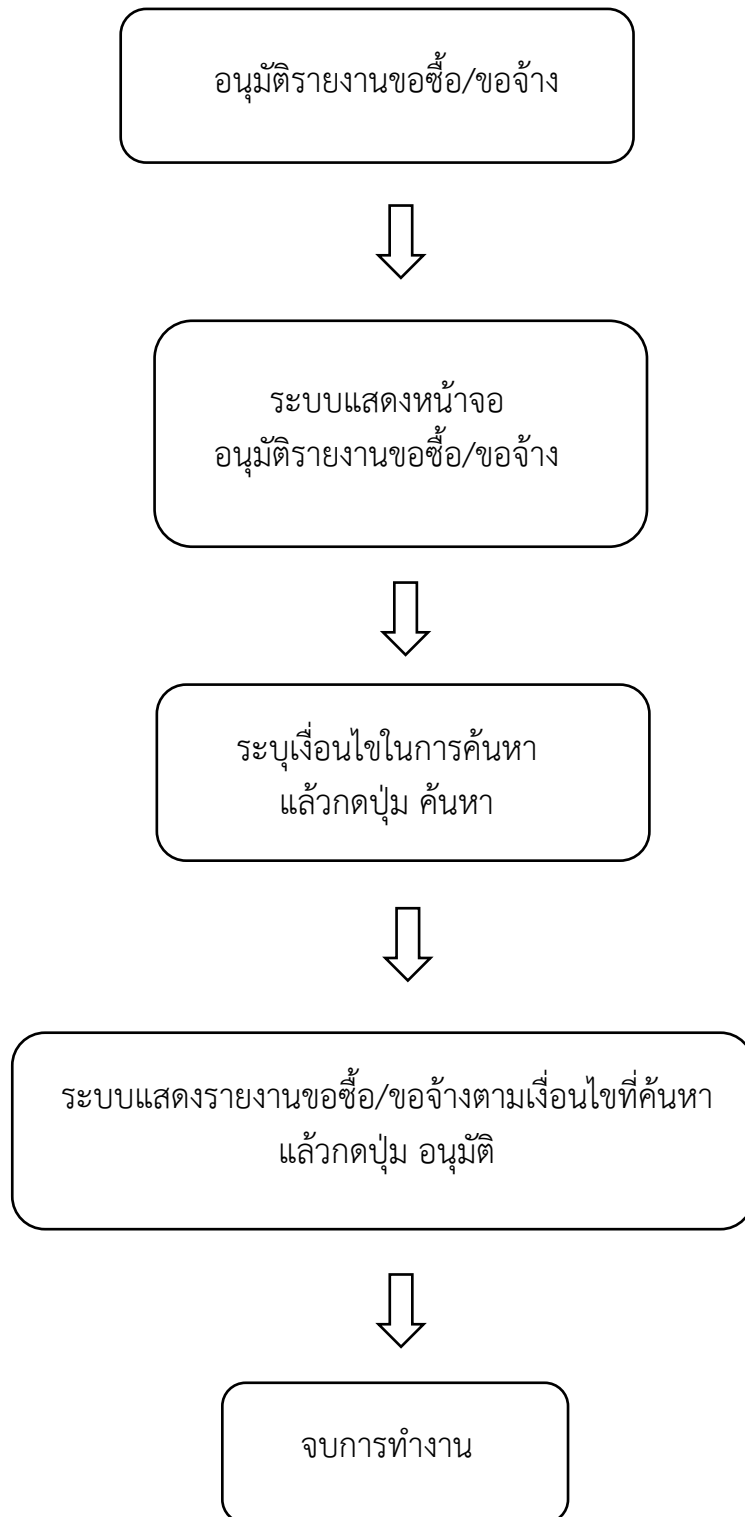 อนุมัติรายงานขอซื้อ/ขอจ้าง
ระบบแสดงหน้าจอ
อนุมัติรายงานขอซื้อ/ขอจ้าง
ระบุเงื่อนไขในการค้นหา
แล้วกดปุ่ม ค้นหา
ระบบแสดงรายงานขอซื้อ/ขอจ้างตามเงื่อนไขที่ค้นหา
แล้วกดปุ่ม อนุมัติ
จบการทำงาน